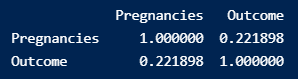 Pregnancies Outcome
Pregnancies 1.000000 0.221898
Outcome 0.221898 1.000000